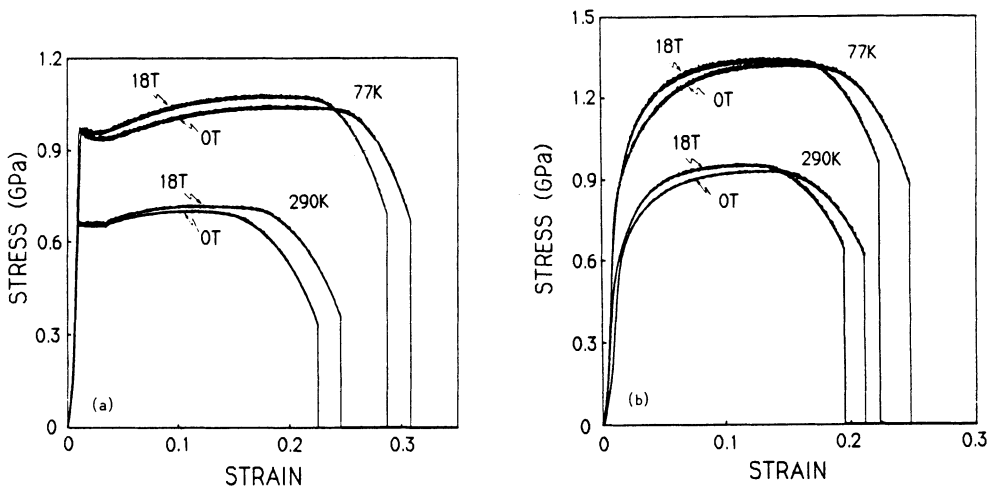 1.2
0.9
0.6
0.3
0
0
0.1
0.2
0.3
STRESS (GPa)
STRAIN
18T
77K
0T
18T
290K
0T
(a)
1.5
1.2
0.9
0.6
0.3
0
0
0.1
0.2
0.3
STRESS (GPa)
STRAIN
18T
77K
0T
18T
290K
0T
(b)